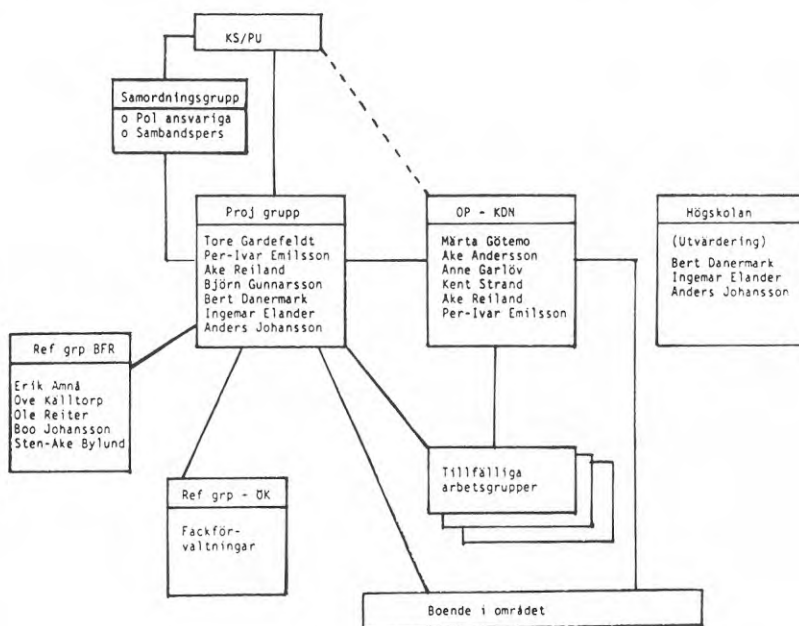 KS/PU
Samordningsgrupp
o Pol ansvariga
o Sambandspers
Proj grupp
Tore Gardefeldt
Per-Ivar Emilsson
Ake Reiland
Björn Gunnarsson
Bert Danermark
Ingemar Elander
Anders Johansson
OP - KDN
Märta Götemo
Ake Andersson
Anne Garlöv
Kent Strand
Ake Reiland
Per-Ivar Emilsson
Högskolan
(Utvärdering)
Bert Danermark
Ingemar Elander
Anders Johansson
Ref grp BFR
Erik Amnå
Ove Källtorp
Ole Reiter
Boo Johansson
Sten-Ake Bylund
Ref grp - ÖK
Fackför-
valtningar
Tillfälliga
arbetsgrupper
Boende i området